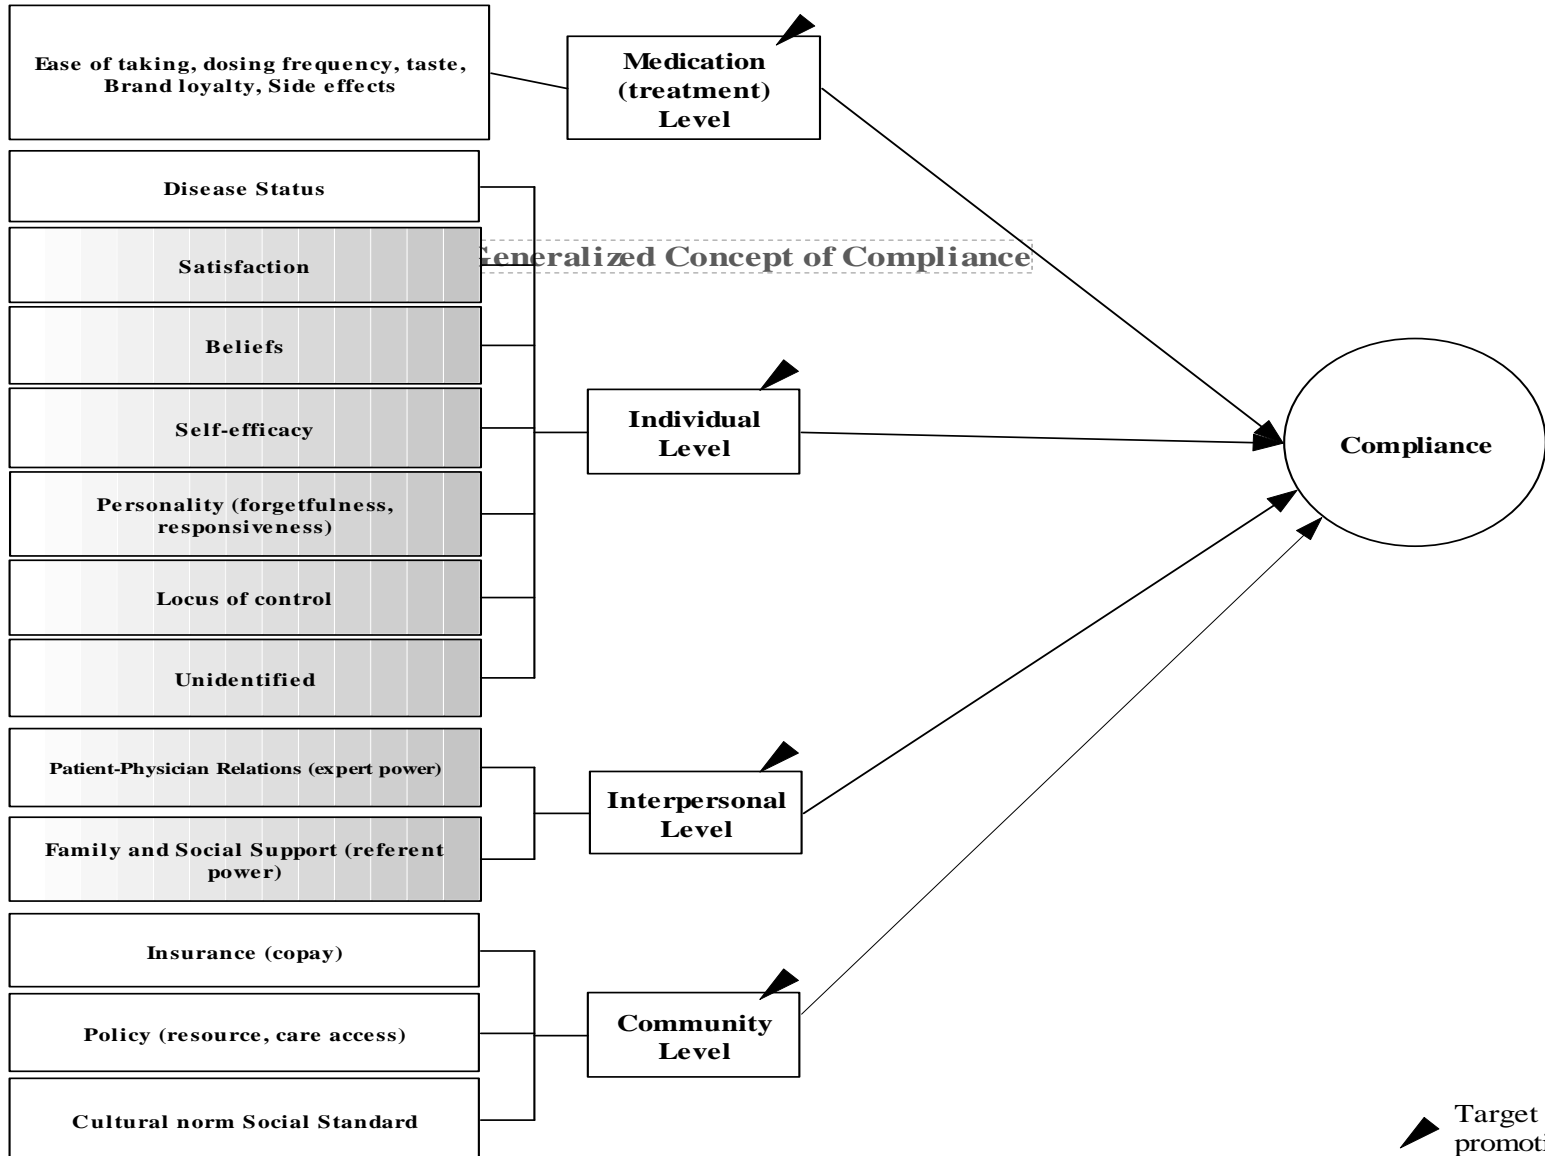 Ease of taking, dosing frequency, taste,
Brand loyalty, Side effects
Medication
(treatment)
Level
Disease Status
Generalized Concept of Compliance
Satisfaction
Beliefs
Self-efficacy
Individual
Level
Compliance
Personality (forgetfulness,
responsiveness)
Locus of control
Unidentified
Patient-Physician Relations (expert power)
Interpersonal
Level
Family and Social Support (referent
power)
Insurance (copay)
Policy (resource, care access)
Community
Level
Cultural norm Social Standard
Target